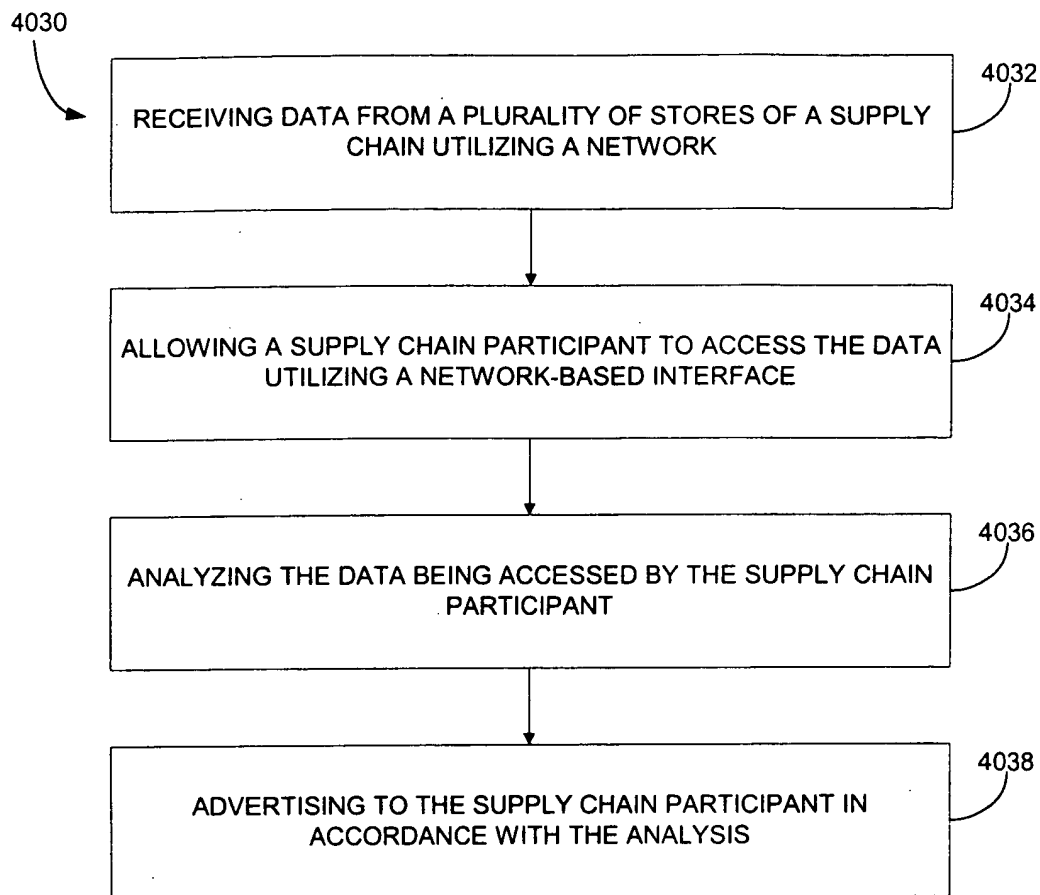 4030
4032
RECEIVING DATA FROM A PLURALITY OF STORES OF A SUPPLY
CHAIN UTILIZING A NETWORK
4034
ALLOWING A SUPPLY CHAIN PARTICIPANT TO ACCESS THE DATA
UTILIZING A NETWORK-BASED INTERFACE
4036
ANALYZING THE DATA BEING ACCESSED BY THE SUPPLY CHAIN
PARTICIPANT
4038
ADVERTISING TO THE SUPPLY CHAIN PARTICIPANT IN
ACCORDANCE WITH THE ANALYSIS